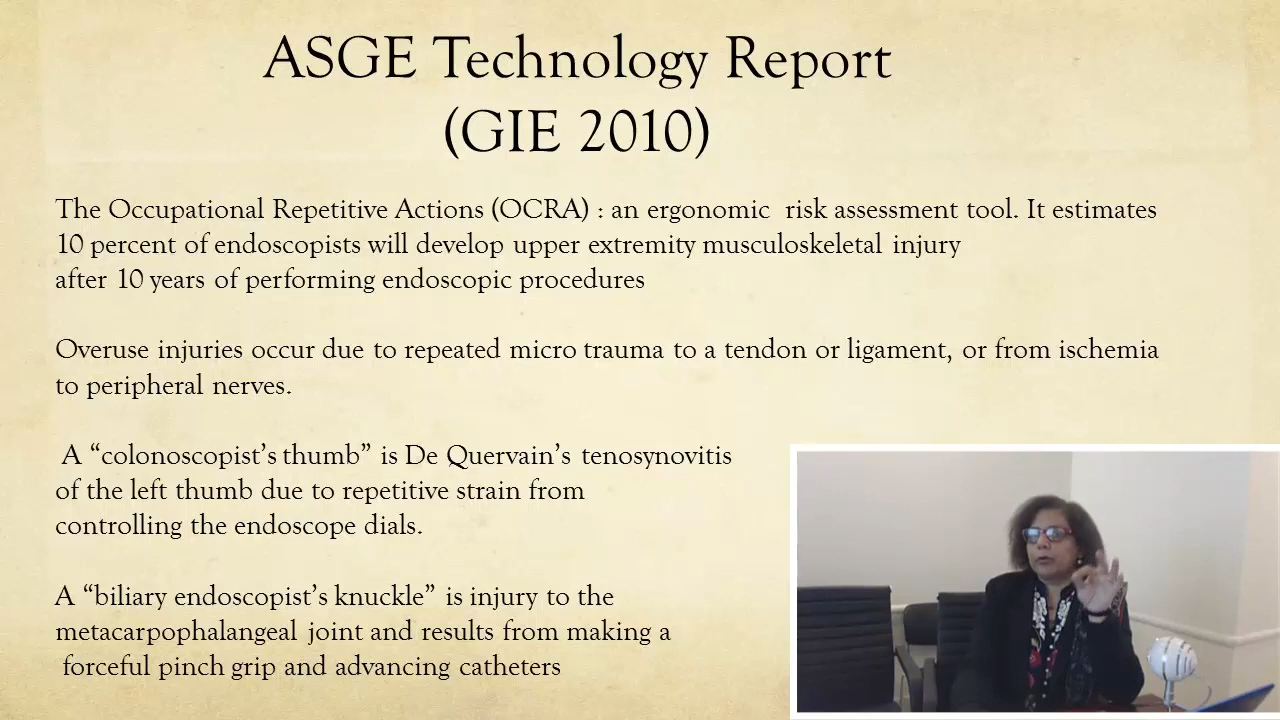 ASGE Technology Report
(GIE 2010)
The Occupational Repetitive Actions (OCRA) : an ergonomic risk assessment tool. It estimates
10 percent of endoscopists will develop upper extremity musculoskeletal injury
after 10 years of performing endoscopic procedures
Overuse injuries occur due to repeated micro trauma to a tendon or ligament, or from ischemia
to peripheral nerves.
A “colonoscopist’s thumb” is De Quervain’s tenosynovitis
of the left thumb due to repetitive strain from
controlling the endoscope dials.
A “biliary endoscopist’s knuckle” is injury to the
metacarpophalangeal joint and results from making a
forceful pinch grip and advancing catheters